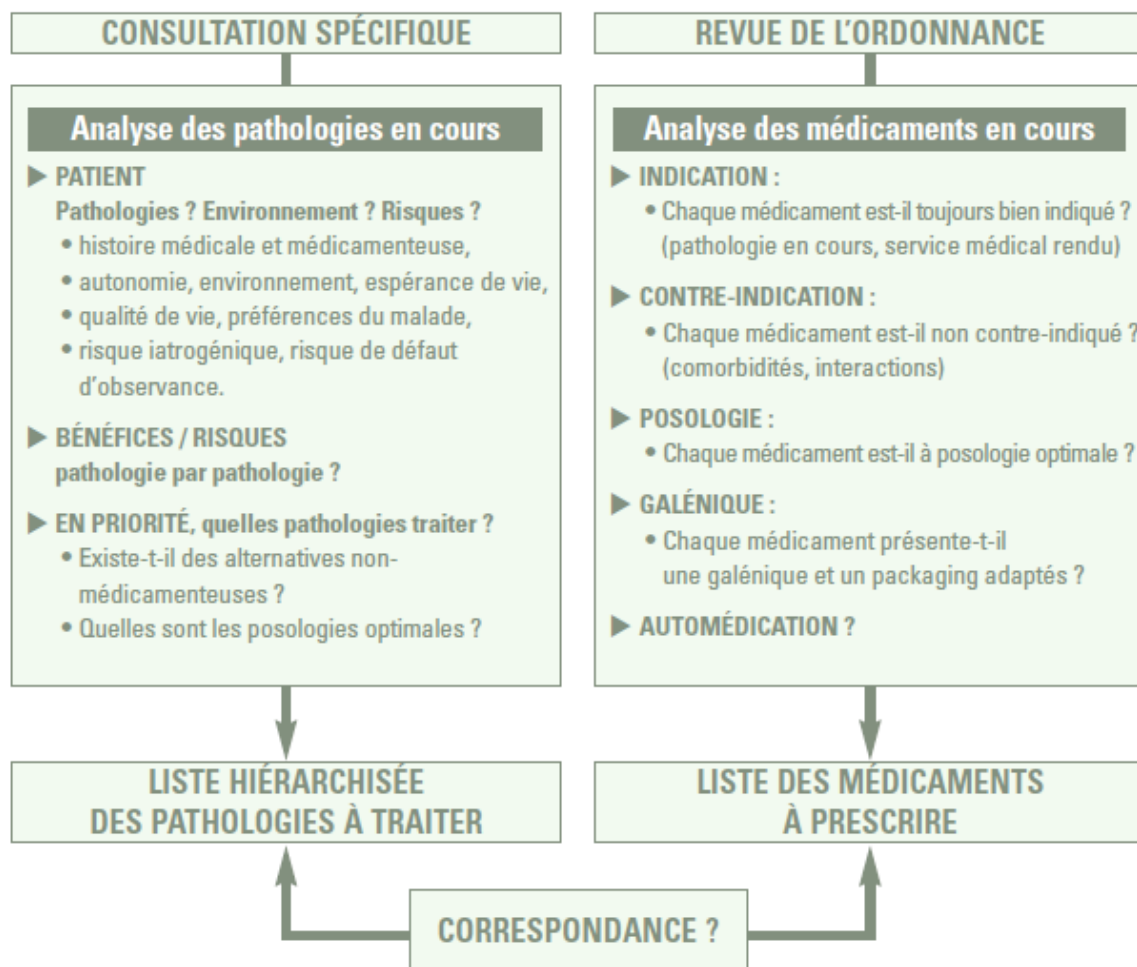 CONSULTATION SPÉCIFIQUE
Analyse des pathologies en cours
▶ PATIENT
Pathologies ? Environnement ? Risques ?
• histoire médicale et médicamenteuse,
• autonomie, environnement, espérance de vie,
• qualité de vie, préférences du malade,
• risque iatrogénique, risque de défaut
d’observance.
▶ BÉNÉFICES / RISQUES
pathologie par pathologie ?
▶ EN PRIORITÉ, quelles pathologies traiter ?
• Existe-t-il des alternatives non-
médicamenteuses ?
• Quelles sont les posologies optimales ?
LISTE HIÉRARCHISÉE
DES PATHOLOGIES À TRAITER
REVUE DE L’ORDONNANCE
Analyse des médicaments en cours
▶ INDICATION :
• Chaque médicament est-il toujours bien indiqué ?
(pathologie en cours, service médical rendu)
▶ CONTRE-INDICATION :
• Chaque médicament est-il non contre-indiqué ?
(comorbidités, interactions)
▶ POSOLOGIE :
• Chaque médicament est-il à posologie optimale ?
▶ GALÉNIQUE :
• Chaque médicament présente-t-il
une galénique et un packaging adaptés ?
▶ AUTOMÉDICATION ?
LISTE DES MÉDICAMENTS
À PRESCRIRE
CORRESPONDANCE ?